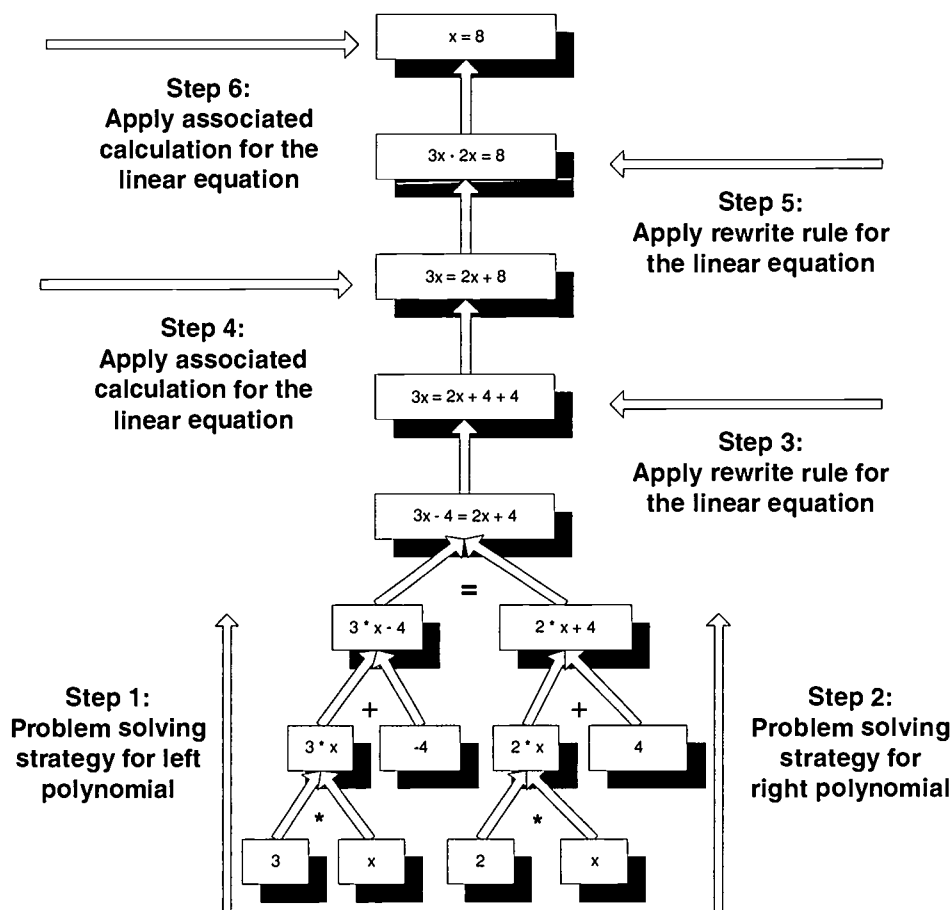 x = 8
Step 6:
Apply associated
calculation for the
linear equation
3x - 2x = 8
Step 5:
Apply rewrite rule for
the linear equation
3x = 2x + 8
Step 4:
Apply associated
calculation for the
linear equation
3x = 2x + 4 + 4
Step 3:
Apply rewrite rule for
the linear equation
3x - 4 = 2x + 4
=
3 * x - 4
2 * x + 4
Step 1:
Problem solving
strategy for left
polynomial
+
+
Step 2:
Problem solving
strategy for
right polynomial
3 * x
-4
2 * x
4
*
*
3
x
2
x